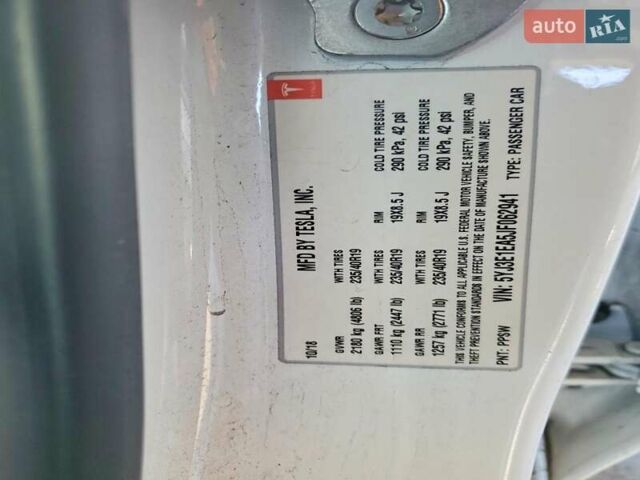 auto RIA .com
TESLA
MFD BY TESLA, INC.
10/18
GVWR WITH TIRES RIM COLD TIRE PRESSURE
2180 kg (4806 lb) 235/40R19 19X8.5 J 290 kPa, 42 psi
GAWR FRT WITH TIRES RIM COLD TIRE PRESSURE
1110 kg (2447 lb) 235/40R19 19X8.5 J 290 kPa, 42 psi
GAWR RR WITH TIRES
1257 kg (2771 lb) 235/40R19
THIS VEHICLE CONFORMS TO ALL APPLICABLE U.S. FEDERAL MOTOR VEHICLE SAFETY, BUMPER, AND
THEFT PREVENTION STANDARDS IN EFFECT ON THE DATE OF MANUFACTURE SHOWN ABOVE.
VIN: 5YJ3E1EA5JF062941
PNT: PPSW TYPE: PASSENGER CAR